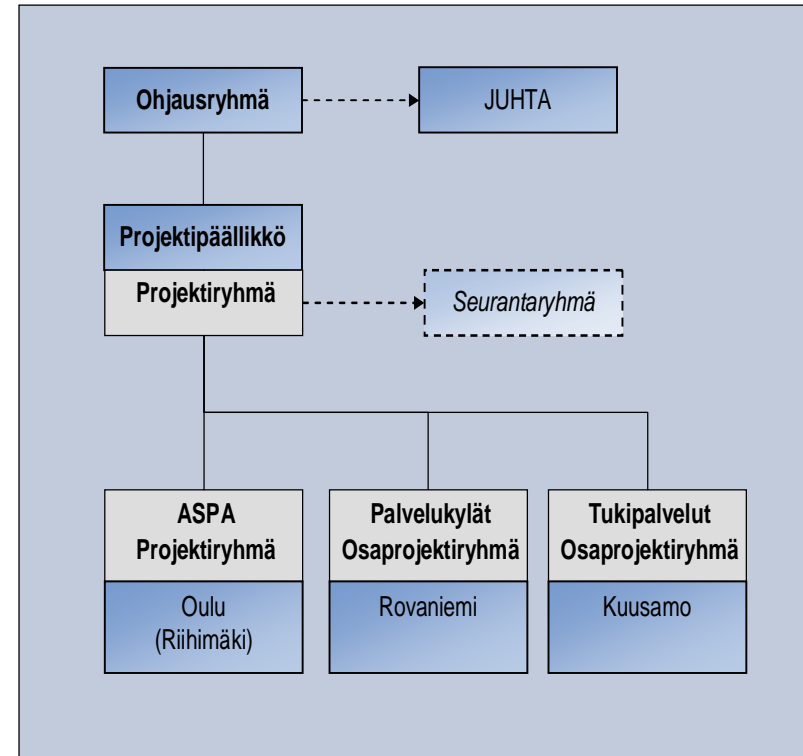 Ohjausryhmä
JUHTA
Projektipäällikkö
Projektiryhmä
Seurantaryhmä
ASPA
Projektiryhmä
Oulu
(Riihimäki)
Palvelukylät
Osaprojektiryhmä
Rovaniemi
Tukipalvelut
Osaprojektiryhmä
Kuusamo